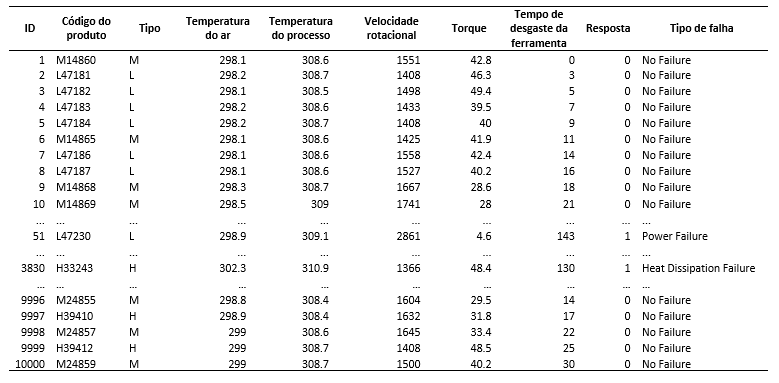 ID Código do produto Tipo Temperatura do ar Temperatura do processo Velocidade rotacional Torque Tempo de desgaste da ferramenta Resposta Tipo de falha
1 M14860 M 298.1 308.6 1551 42.8 0 0 No Failure
2 L47181 L 298.2 308.7 1408 46.3 3 0 No Failure
3 L47182 L 298.1 308.5 1498 49.4 5 0 No Failure
4 L47183 L 298.2 308.6 1433 39.5 7 0 No Failure
5 L47184 L 298.2 308.7 1408 40 9 0 No Failure
6 M14865 M 298.1 308.6 1425 41.9 11 0 No Failure
7 L47186 L 298.1 308.6 1558 42.4 14 0 No Failure
8 L47187 L 298.1 308.6 1527 40.2 16 0 No Failure
9 M14868 M 298.3 308.7 1667 28.6 18 0 No Failure
10 M14869 M 298.5 309 1741 28 21 0 No Failure
... ... ... ... ... ... ... ... ... ...
51 L47230 L 298.9 309.1 2861 4.6 143 1 Power Failure
... ... ... ... ... ... ... ... ... ...
3830 H33243 H 302.3 310.9 1366 48.4 130 1 Heat Dissipation Failure
... ... ... ... ... ... ... ... ... ...
9996 M24855 M 298.8 308.4 1604 29.5 14 0 No Failure
9997 H39410 H 298.9 308.4 1632 31.8 17 0 No Failure
9998 M24857 M 299 308.6 1645 33.4 22 0 No Failure
9999 H39412 H 299 308.7 1408 48.5 25 0 No Failure
10000 M24859 M 299 308.7 1500 40.2 30 0 No Failure